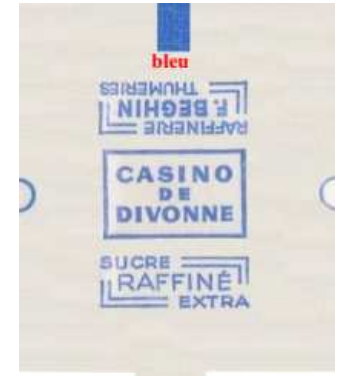 bleu
RAFFINERIE
F. BEGHIN
THUMERIES
CASINO
DE
DIVONNE
SUCRE
RAFFINÉ
EXTRA